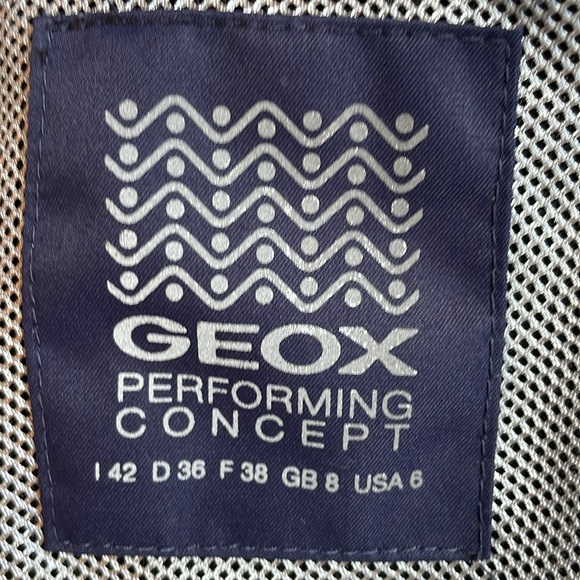 GEOX
PERFORMING
CONCEPT
I 42 D 36 F 38 GB 8 USA 6